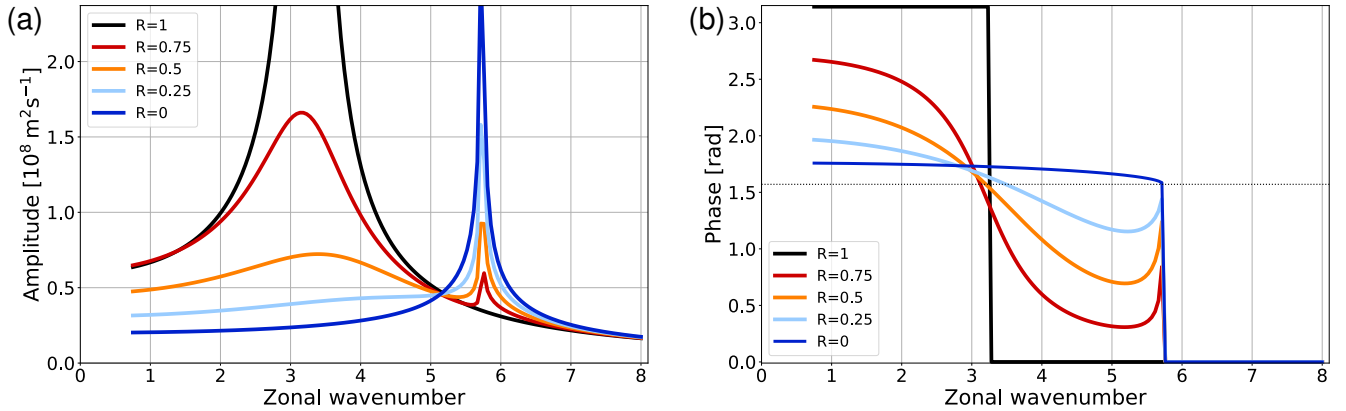 (a)
Amplitude [10⁸ m²s⁻¹]
2.0
1.5
1.0
0.5
0.0
R=1
R=0.75
R=0.5
R=0.25
R=0
0 1 2 3 4 5 6 7 8
Zonal wavenumber
(b)
Phase [rad]
3.0
2.5
2.0
1.5
1.0
0.5
0.0
R=1
R=0.75
R=0.5
R=0.25
R=0
0 1 2 3 4 5 6 7 8
Zonal wavenumber